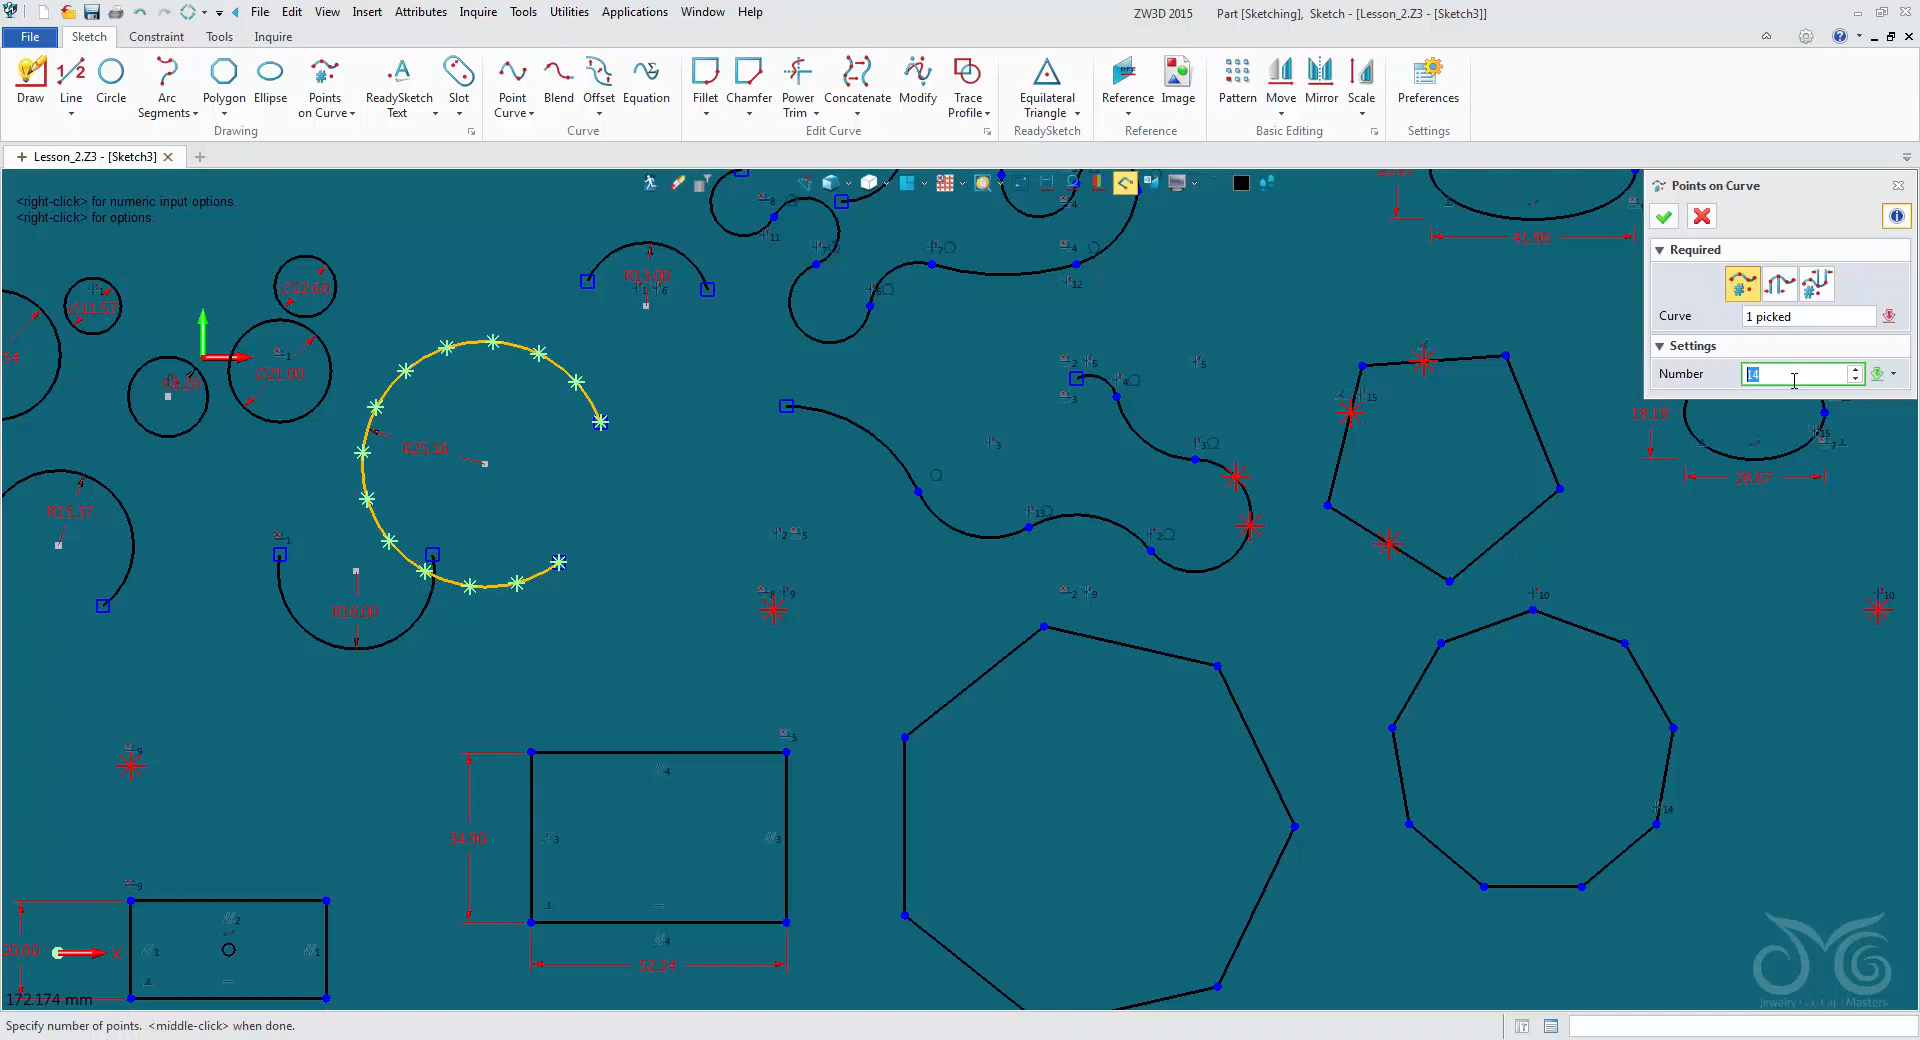 File Edit View Insert Attributes Inquire Tools Utilities Applications Window Help
ZW3D 2015 Part [Sketching], Sketch - [Lesson_2.Z3 - [Sketch3]]
File Sketch Constraint Tools Inquire
Draw Line Circle Arc Segments Polygon Ellipse Points on Curve ReadySketch Text Slot
Point Curve Blend Offset Equation
Fillet Chamfer Power Trim Concatenate Modify Trace Profile
Equilateral Triangle Reference Image Pattern Move Mirror Scale Preferences
Drawing Curve Edit Curve ReadySketch Reference Basic Editing Settings
Lesson_2.Z3 - [Sketch3]
<right-click> for numeric input options.
<right-click> for options.
Points on Curve
Required
Curve 1 picked
Settings
Number 14
41.96
R13.00
Ø12.60
Ø11.57
54
Ø21.00
R25.16
19.19
28.67
R15.37
R16.00
34.90
52.24
20.00
X
172.174 mm
Specify number of points. <middle-click> when done.